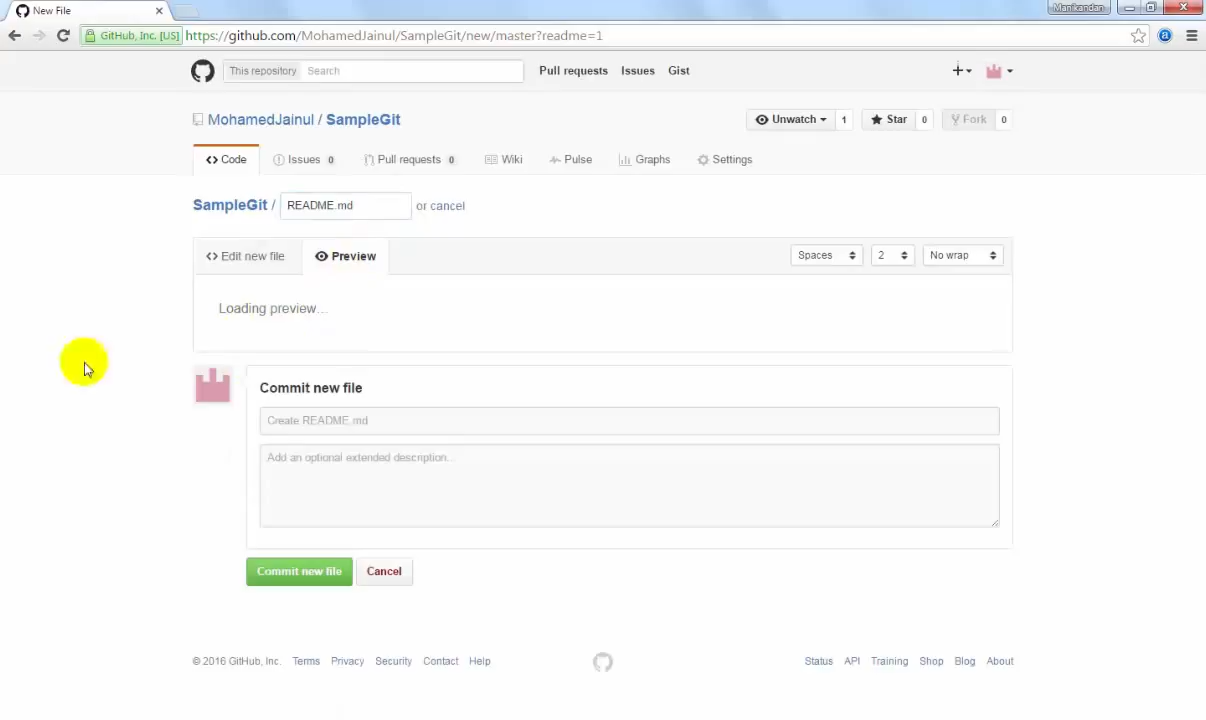 New File
Manikandan
GitHub, Inc. [US] https://github.com/MohamedJainul/SampleGit/new/master?readme=1
This repository Search Pull requests Issues Gist
MohamedJainul / SampleGit Unwatch 1 Star 0 Fork 0
Code Issues 0 Pull requests 0 Wiki Pulse Graphs Settings
SampleGit / README.md or cancel
Edit new file Preview Spaces 2 No wrap
Loading preview...
Commit new file
Create README.md
Add an optional extended description...
Commit new file Cancel
© 2016 GitHub, Inc. Terms Privacy Security Contact Help Status API Training Shop Blog About